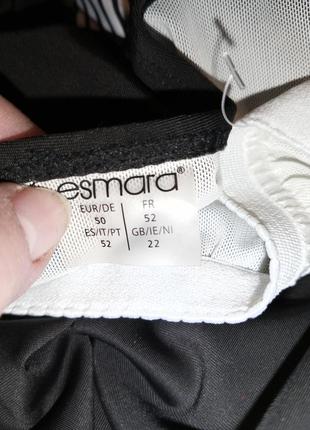 esmara®
EUR/DE FR
50 52
ES/IT/PT GB/IE/NI
52 22